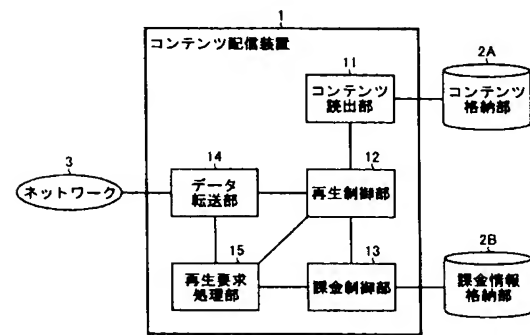 1
コンテンツ配信装置
11
コンテンツ
読出部
2A
コンテンツ
格納部
3
ネットワーク
14
データ
転送部
12
再生制御部
15
再生要求
処理部
13
課金制御部
2B
課金情報
格納部